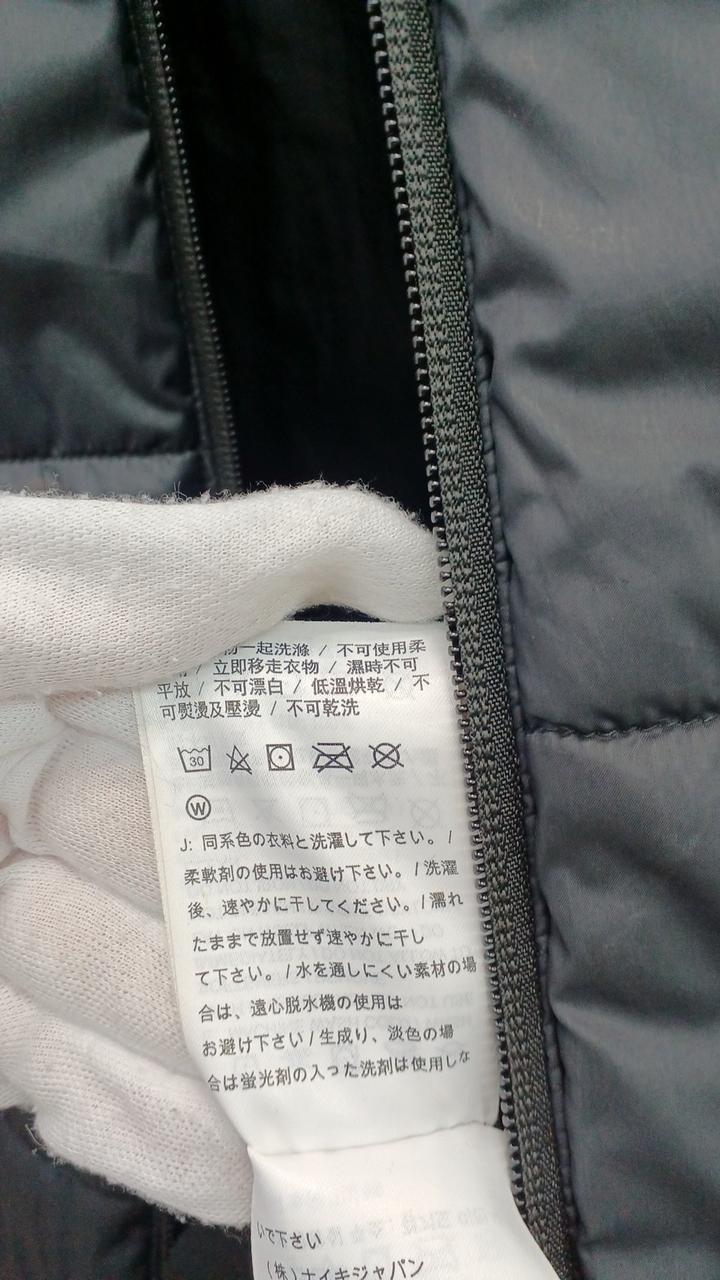 一起洗滌 / 不可使用柔
/ 立即移走衣物 / 濕時不可
平放 / 不可漂白 / 低溫烘乾 / 不
可熨燙及壓燙 / 不可乾洗
30
W
J: 同系色の衣料と洗濯して下さい。 /
柔軟剤の使用はお避け下さい。 / 洗濯
後、速やかに干してください。 / 濡れ
たままで放置せず速やかに干し
て下さい。 / 水を通しにくい素材の場
合は、遠心脱水機の使用は
お避け下さい / 生成り、淡色の場
合は蛍光剤の入った洗剤は使用しな
いで下さい
(株)ナイキジャパン